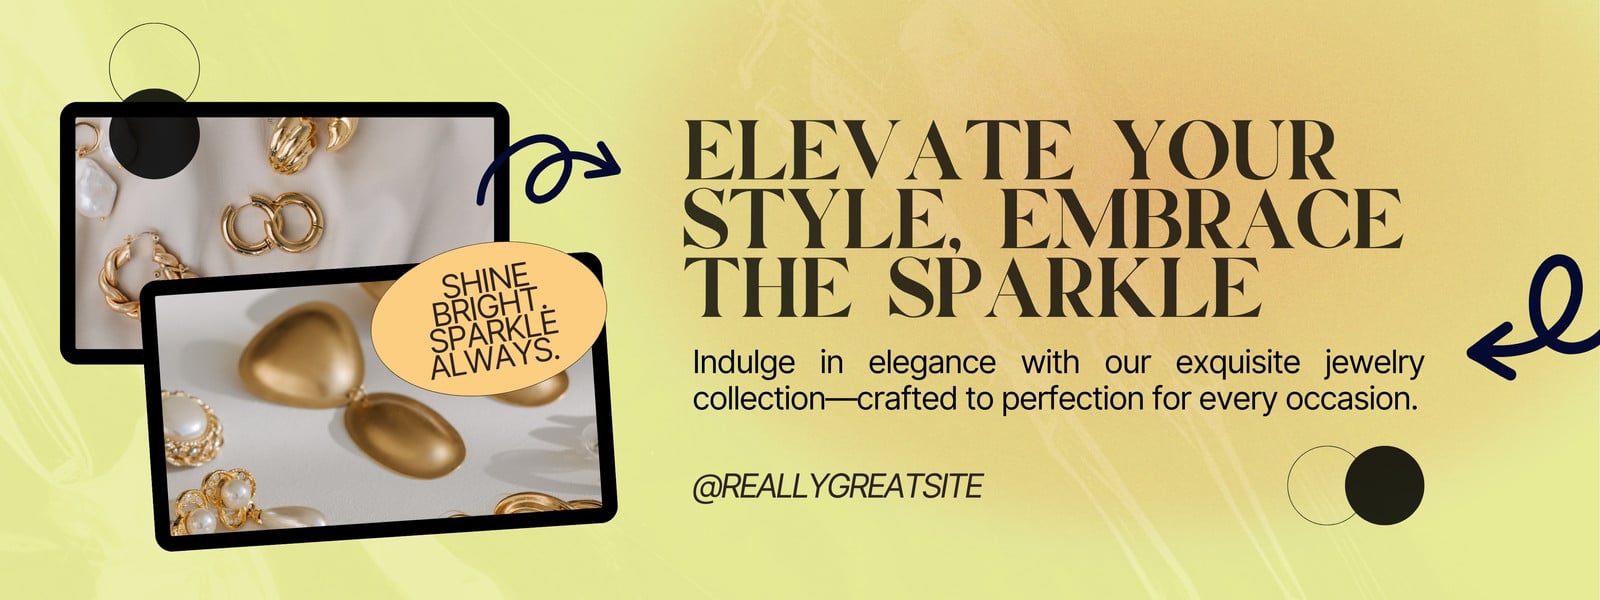 SHINE
BRIGHT.
SPARKLE
ALWAYS.
ELEVATE YOUR
STYLE, EMBRACE
THE SPARKLE
Indulge in elegance with our exquisite jewelry
collection—crafted to perfection for every occasion.
@REALLYGREATSITE